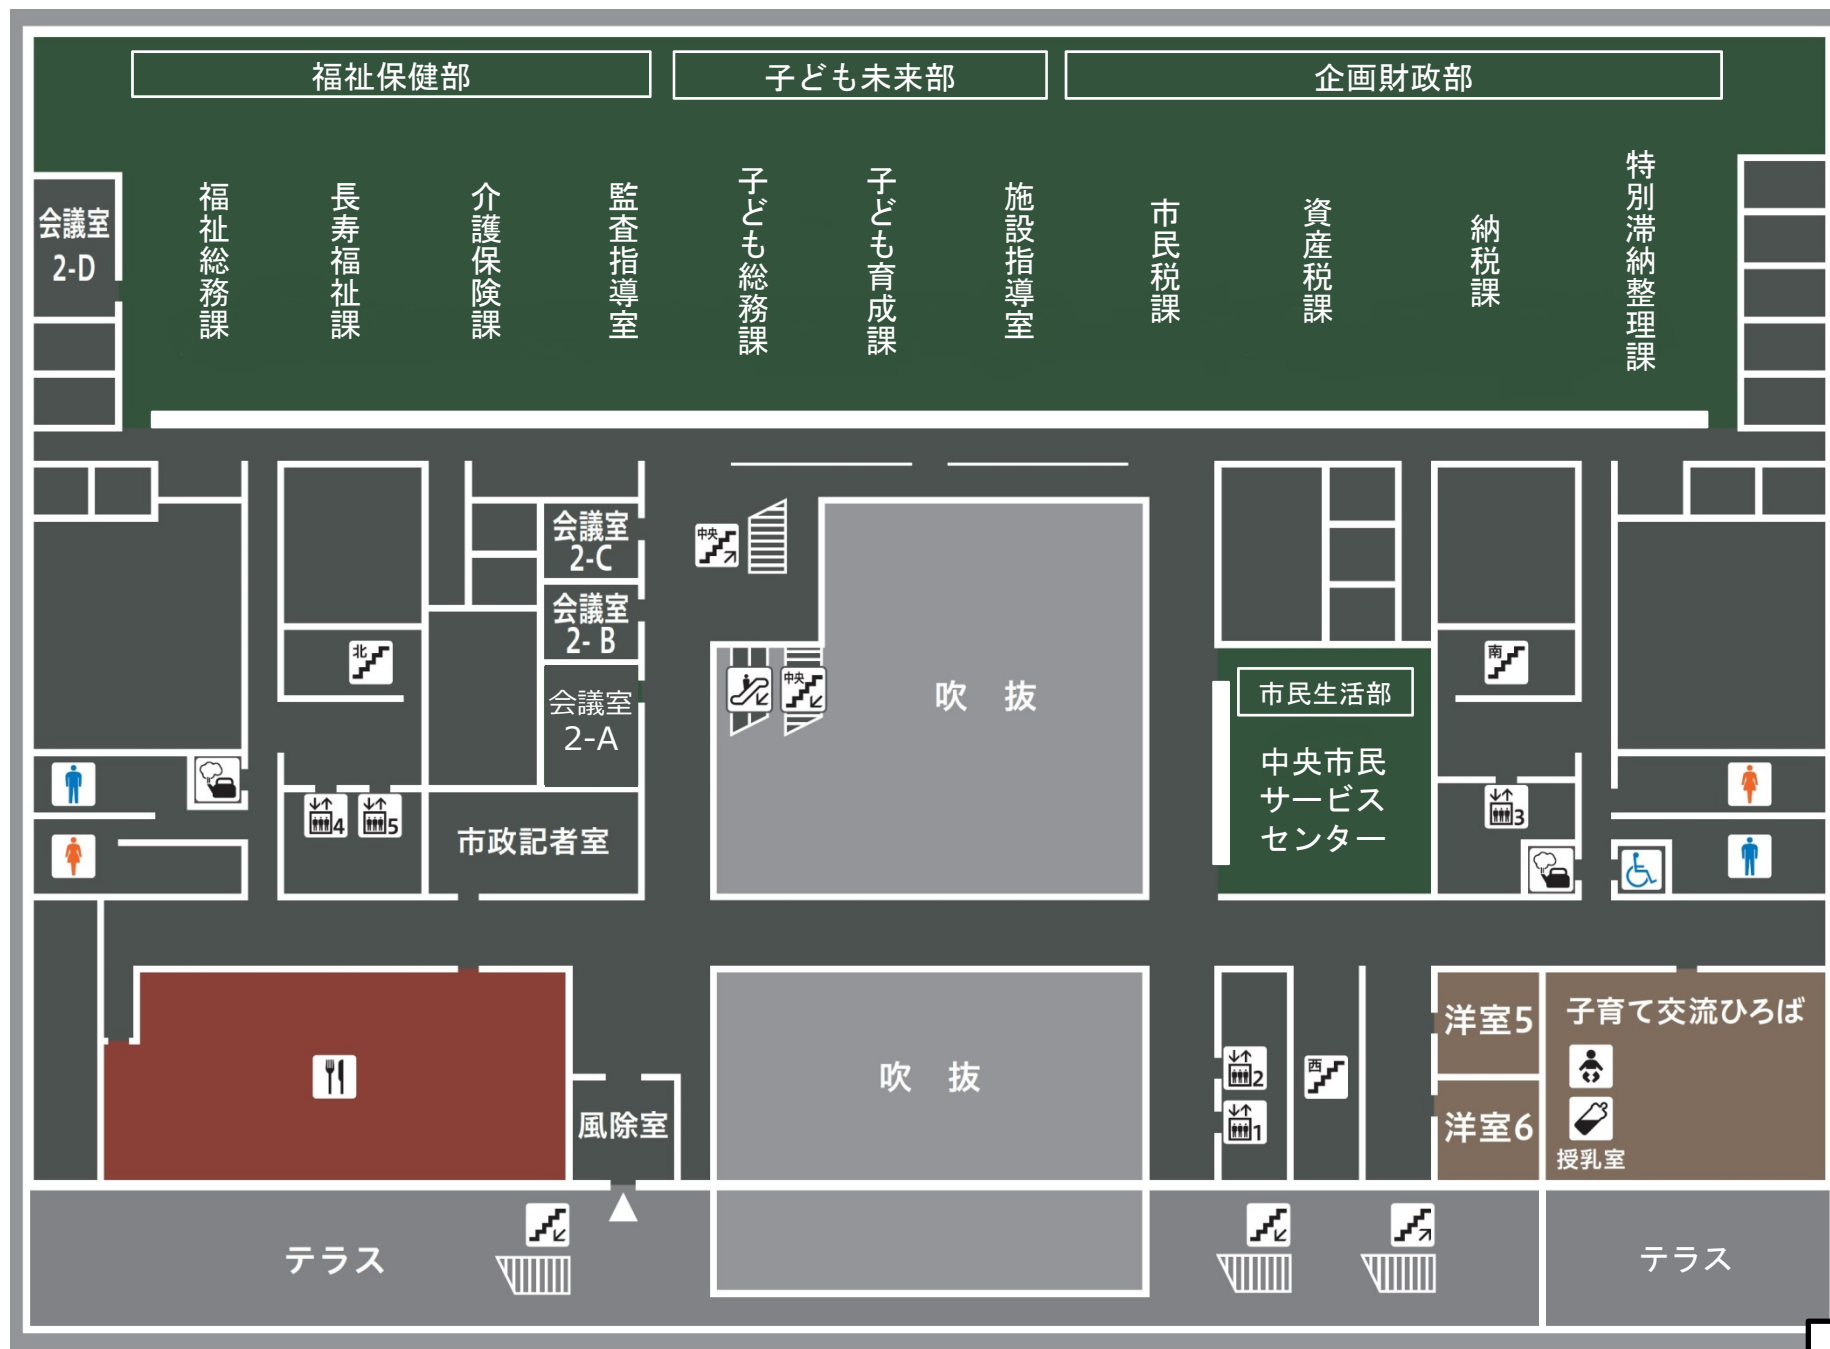 福祉保健部
子ども未来部
企画財政部
福祉総務課
長寿福祉課
介護保険課
監査指導室
子ども総務課
子ども育成課
施設指導室
市民税課
資産税課
納税課
特別滞納整理課
会議室
2-D
会議室
2-C
会議室
2- B
会議室
2-A
中央
中央
北
南
吹 抜
市民生活部
中央市民
サービス
センター
4
5
3
市政記者室
吹 抜
風除室
2
1
西
洋室5
洋室6
子育て交流ひろば
授乳室
テラス
テラス